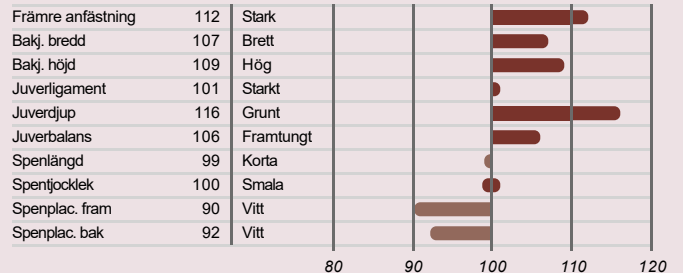 Främre anfästning 112 Stark
Bakj. bredd 107 Brett
Bakj. höjd 109 Hög
Juverligament 101 Starkt
Juverdjup 116 Grunt
Juverbalans 106 Framtungt
Spenlängd 99 Korta
Spentjocklek 100 Smala
Spenplac. fram 90 Vitt
Spenplac. bak 92 Vitt
80 90 100 110 120